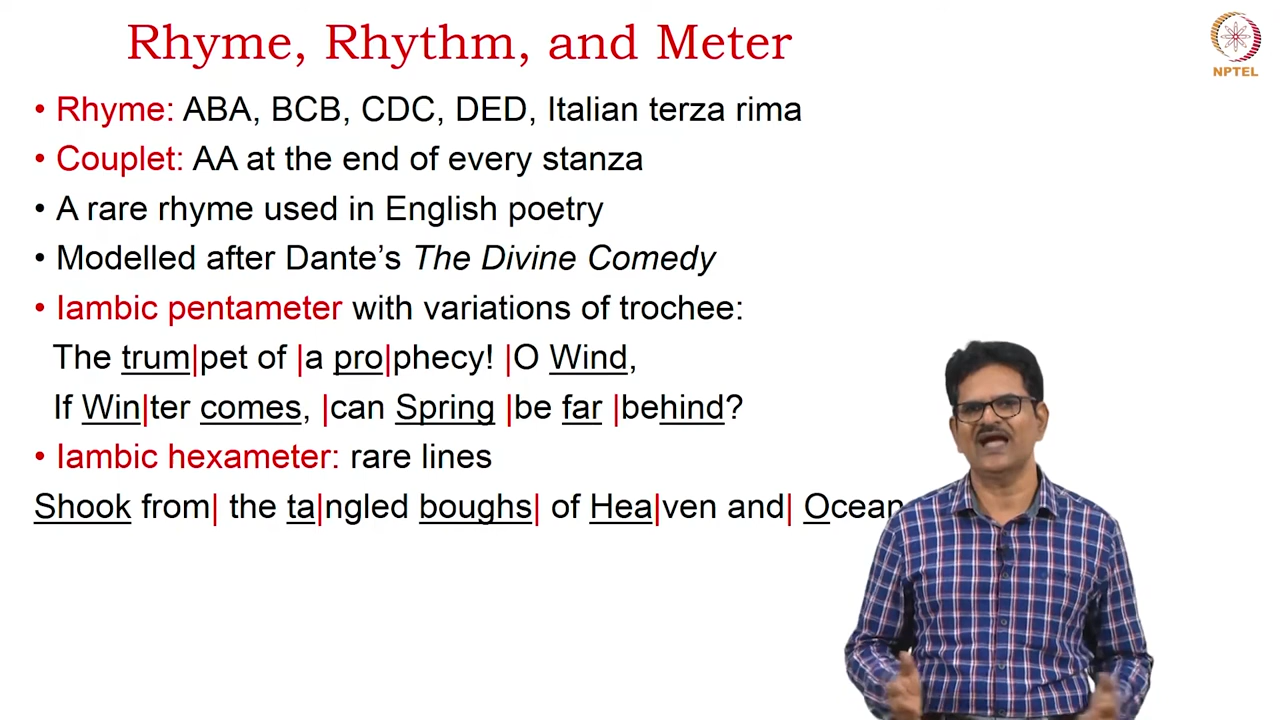 Rhyme, Rhythm, and Meter
NPTEL
• Rhyme: ABA, BCB, CDC, DED, Italian terza rima
• Couplet: AA at the end of every stanza
• A rare rhyme used in English poetry
• Modelled after Dante’s The Divine Comedy
• Iambic pentameter with variations of trochee:
The trum|pet of |a pro|phecy! |O Wind,
If Win|ter comes, |can Spring |be far |behind?
• Iambic hexameter: rare lines
Shook from| the ta|ngled boughs| of Hea|ven and| Ocean